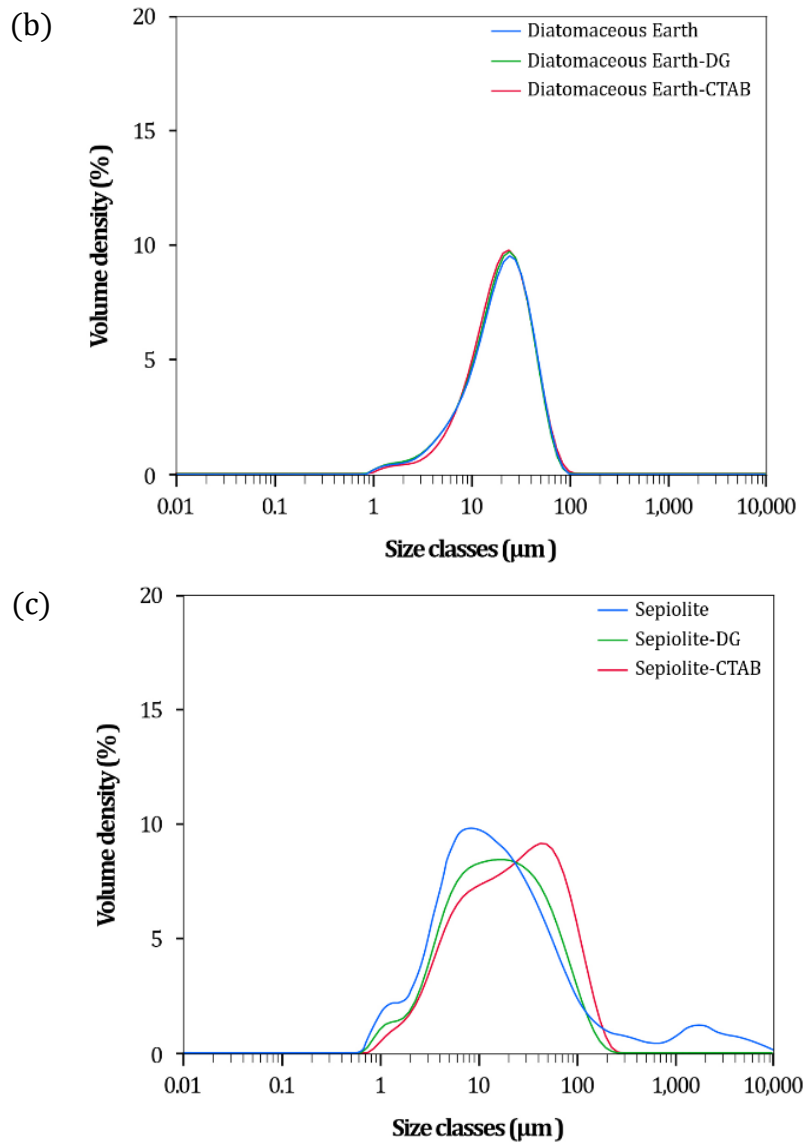 (b)
20
15
10
5
0
Volume density (%)
Diatomaceous Earth
Diatomaceous Earth-DG
Diatomaceous Earth-CTAB
0.01 0.1 1 10 100 1,000 10,000
Size classes (µm )
(c)
20
15
10
5
0
Volume density (%)
Sepiolite
Sepiolite-DG
Sepiolite-CTAB
0.01 0.1 1 10 100 1,000 10,000
Size classes (µm )